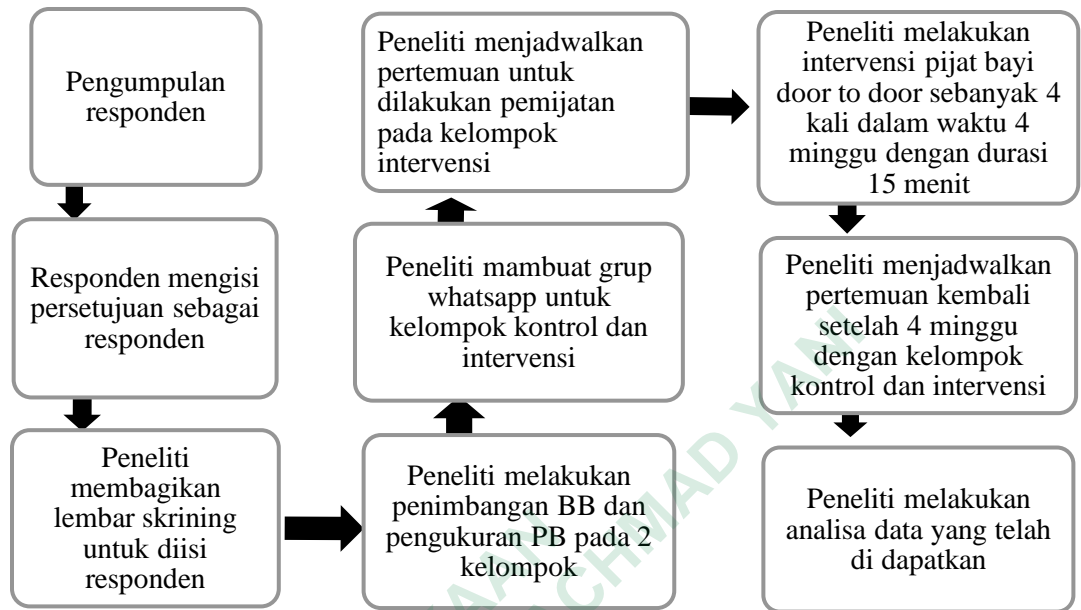 Pengumpulan
responden
Responden mengisi
persetujuan sebagai
responden
Peneliti
membagikan
lembar skrining
untuk diisi
responden
Peneliti melakukan
penimbangan BB dan
pengukuran PB pada 2
kelompok
Peneliti mambuat grup
whatsapp untuk
kelompok kontrol dan
intervensi
Peneliti menjadwalkan
pertemuan untuk
dilakukan pemijatan
pada kelompok
intervensi
Peneliti melakukan
intervensi pijat bayi
door to door sebanyak 4
kali dalam waktu 4
minggu dengan durasi
15 menit
Peneliti menjadwalkan
pertemuan kembali
setelah 4 minggu
dengan kelompok
kontrol dan intervensi
Peneliti melakukan
analisa data yang telah
di dapatkan